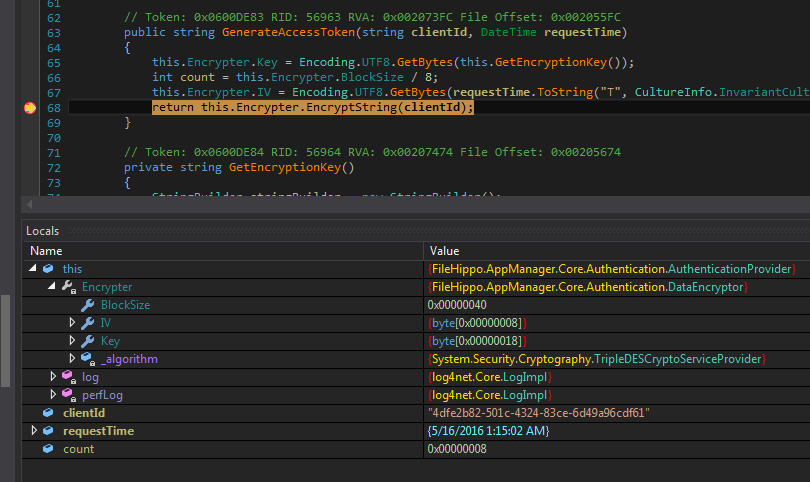 61
62 // Token: 0x0600DE83 RID: 56963 RVA: 0x002073FC File Offset: 0x002055FC
63 public string GenerateAccessToken(string clientId, DateTime requestTime)
64 {
65 this.Encrypter.Key = Encoding.UTF8.GetBytes(this.GetEncryptionKey());
66 int count = this.Encrypter.BlockSize / 8;
67 this.Encrypter.IV = Encoding.UTF8.GetBytes(requestTime.ToString("T", CultureInfo.InvariantCult
68 return this.Encrypter.EncryptString(clientId);
69 }
70
71 // Token: 0x0600DE84 RID: 56964 RVA: 0x00207474 File Offset: 0x00205674
72 private string GetEncryptionKey()
73 {
74 StringBuilder stringBuilder = new StringBuilder();
Locals
Name Value
this {FileHippo.AppManager.Core.Authentication.AuthenticationProvider}
Encrypter {FileHippo.AppManager.Core.Authentication.DataEncryptor}
BlockSize 0x00000040
IV {byte[0x00000008]}
Key {byte[0x00000018]}
_algorithm {System.Security.Cryptography.TripleDESCryptoServiceProvider}
log {log4net.Core.LogImpl}
perfLog {log4net.Core.LogImpl}
clientId "4dfe2b82-501c-4324-83ce-6d49a96cdf61"
requestTime {5/16/2016 1:15:02 AM}
count 0x00000008